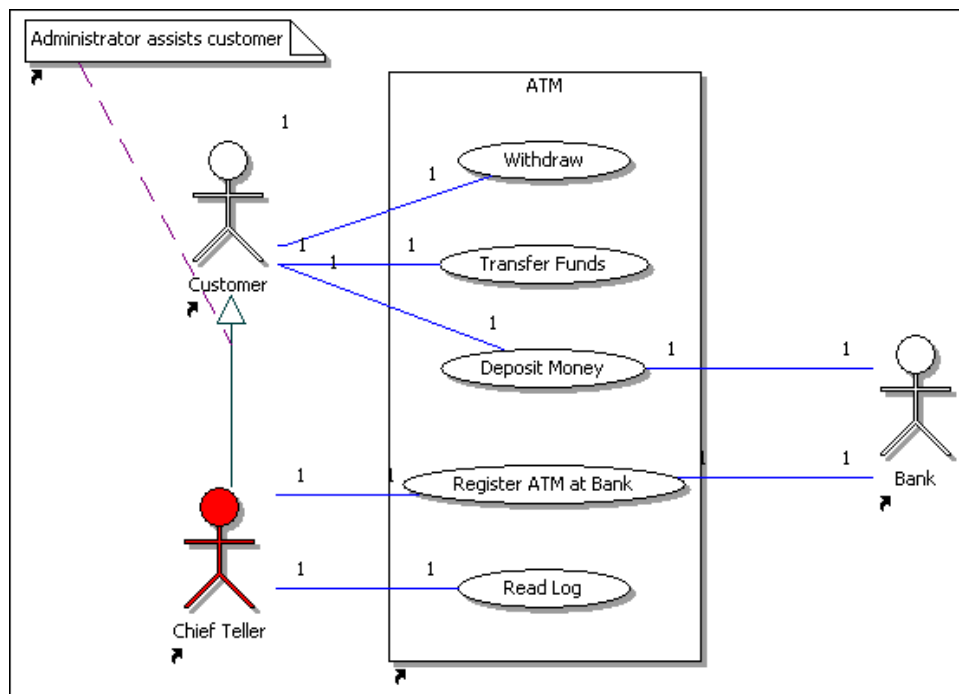 Administrator assists customer
ATM
1
Withdraw
1
1
1
Transfer Funds
1
Customer
1
Deposit Money
1
1
Register ATM at Bank
1
1
1
1
Bank
1
1
Read Log
Chief Teller